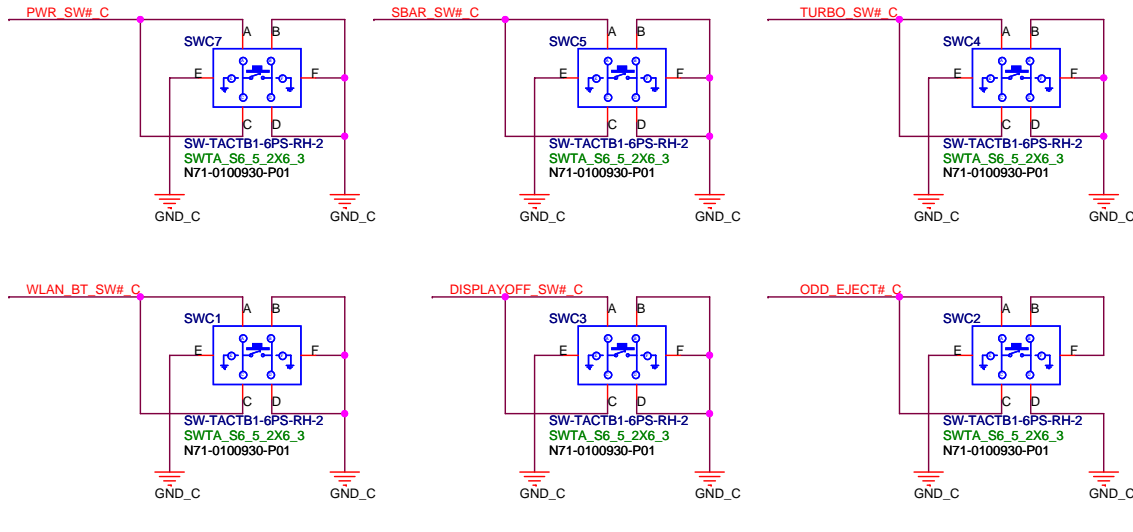 PWR_SW#_C
SBAR_SW#_C
TURBO_SW#_C
A B
A B
A B
SWC7
SWC5
SWC4
E F
E F
E F
C D
C D
C D
SW-TACTB1-6PS-RH-2
SW-TACTB1-6PS-RH-2
SW-TACTB1-6PS-RH-2
SWTA_S6_5_2X6_3
SWTA_S6_5_2X6_3
SWTA_S6_5_2X6_3
N71-0100930-P01
N71-0100930-P01
N71-0100930-P01
GND_C GND_C
GND_C GND_C
GND_C GND_C
WLAN_BT_SW#_C
DISPLAYOFF_SW#_C
ODD_EJECT#_C
A B
A B
A B
SWC1
SWC3
SWC2
E F
E F
E F
C D
C D
C D
SW-TACTB1-6PS-RH-2
SW-TACTB1-6PS-RH-2
SW-TACTB1-6PS-RH-2
SWTA_S6_5_2X6_3
SWTA_S6_5_2X6_3
SWTA_S6_5_2X6_3
N71-0100930-P01
N71-0100930-P01
N71-0100930-P01
GND_C GND_C
GND_C GND_C
GND_C GND_C